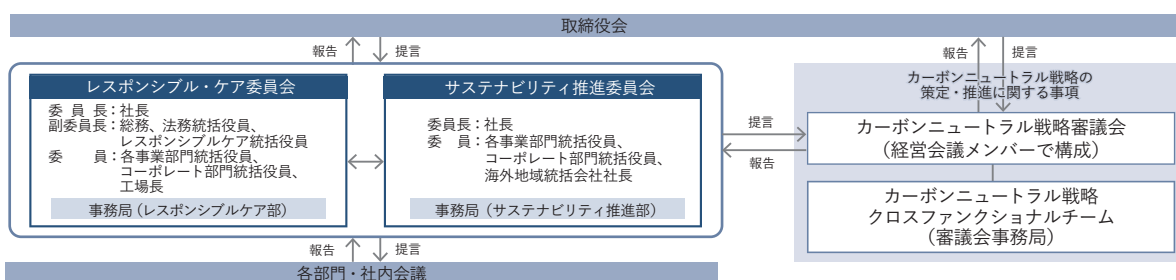 取締役会
報告
提言
報告
提言
レスポンシブル・ケア委員会
委 員 長：社長
副委員長：総務、法務統括役員、
レスポンシブルケア統括役員
委　　員：各事業部門統括役員、
コーポレート部門統括役員、
工場長
事務局（レスポンシブルケア部）
サステナビリティ推進委員会
委員長：社長
委　員：各事業部門統括役員、
コーポレート部門統括役員、
海外地域統括会社社長
事務局（サステナビリティ推進部）
提言
報告
カーボンニュートラル戦略の
策定・推進に関する事項
カーボンニュートラル戦略審議会
（経営会議メンバーで構成）
カーボンニュートラル戦略
クロスファンクショナルチーム
（審議会事務局）
報告
提言
各部門・社内会議